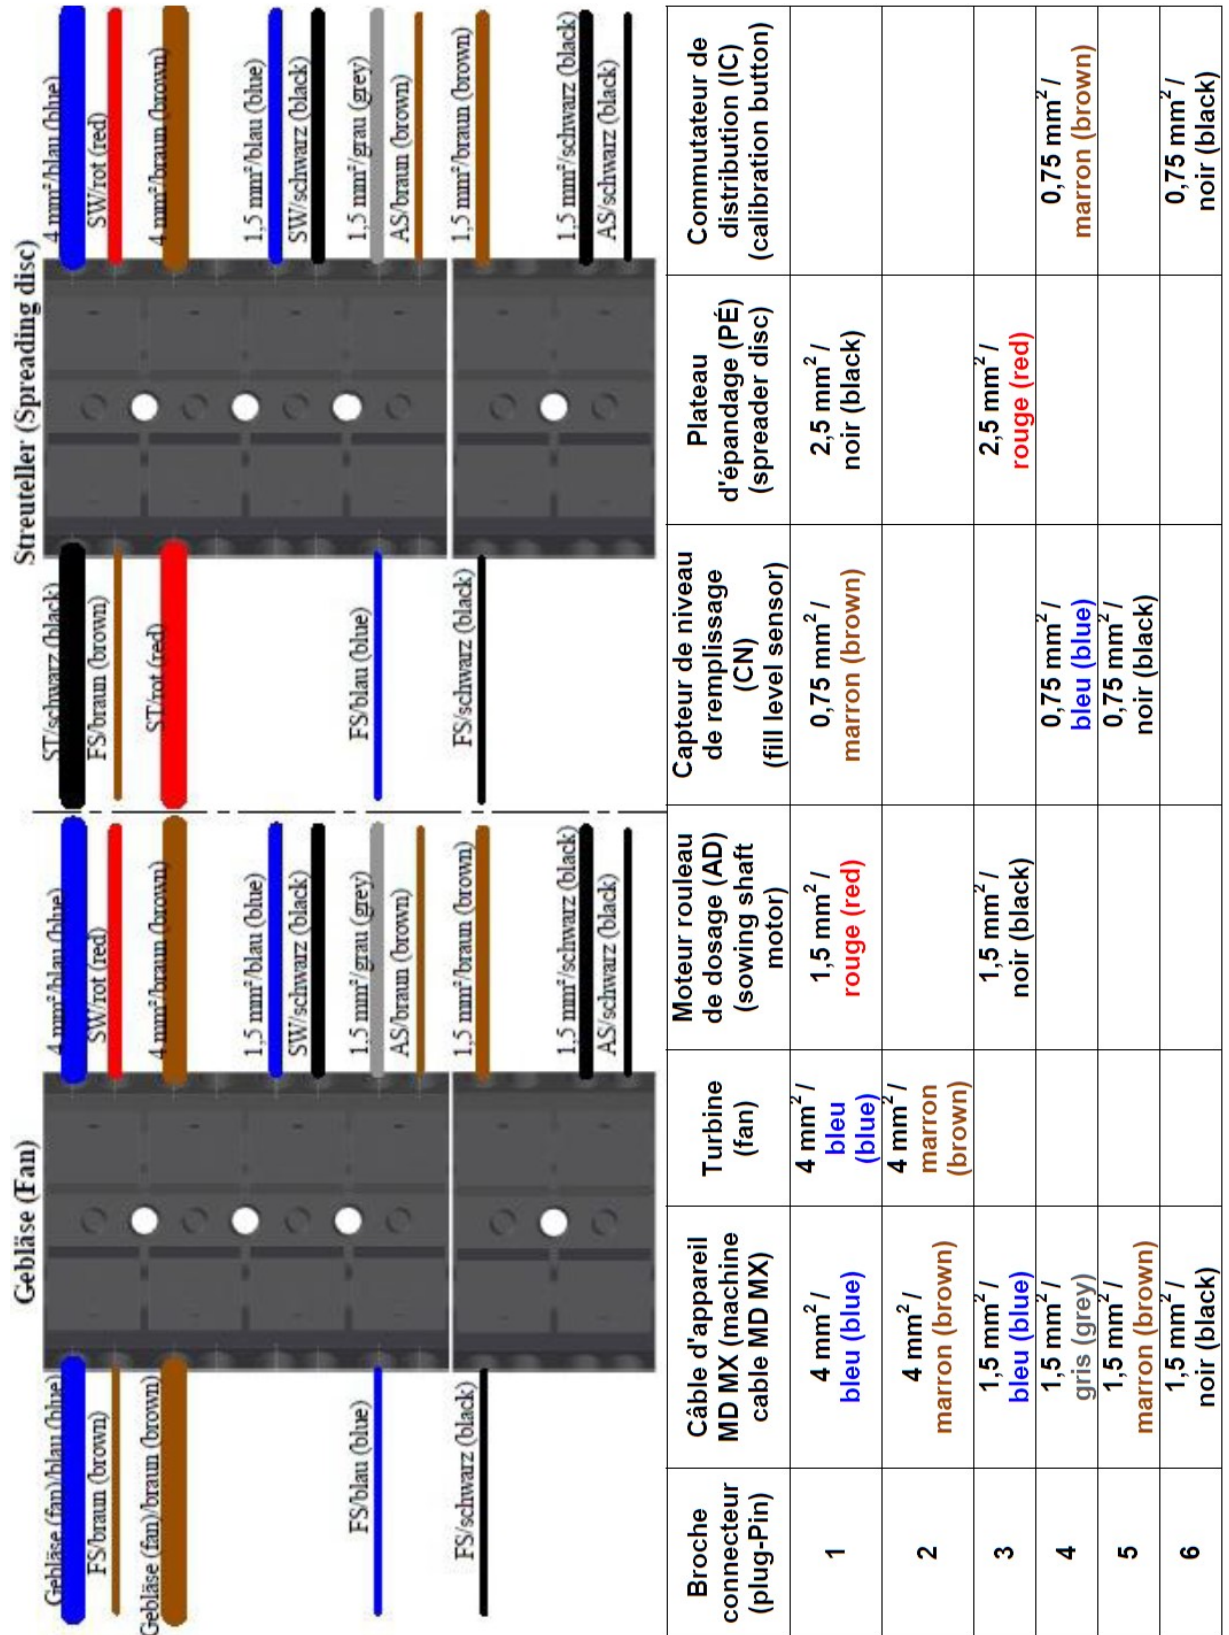 Gebläse (Fan)
Gebläse (fan)/blau (blue)
FS/braun (brown)
Gebläse (fan)/braun (brown)
FS/blau (blue)
FS/schwarz (black)
4 mm²/blau (blue)
SW/rot (red)
4 mm²/braun (brown)
1,5 mm²/blau (blue)
SW/schwarz (black)
1,5 mm²/grau (grey)
AS/braun (brown)
1,5 mm²/braun (brown)
1,5 mm²/schwarz (black)
AS/schwarz (black)
Streuteller (Spreading disc)
ST/schwarz (black)
FS/braun (brown)
ST/rot (red)
FS/blau (blue)
FS/schwarz (black)
4 mm²/blau (blue)
SW/rot (red)
4 mm²/braun (brown)
1,5 mm²/blau (blue)
SW/schwarz (black)
1,5 mm²/grau (grey)
AS/braun (brown)
1,5 mm²/braun (brown)
1,5 mm²/schwarz (black)
AS/schwarz (black)
Broche
connecteur
(plug-Pin)
Câble d'appareil
MD MX (machine
cable MD MX)
Turbine
(fan)
Moteur rouleau
de dosage (AD)
(sowing shaft
motor)
Capteur de niveau
de remplissage
(CN)
(fill level sensor)
Plateau
d'épandage (PÉ)
(spreader disc)
Commutateur de
distribution (IC)
(calibration button)
1
4 mm² /
bleu (blue)
4 mm² /
bleu
(blue)
1,5 mm² /
rouge (red)
0,75 mm² /
marron (brown)
2,5 mm² /
noir (black)
2
4 mm² /
marron (brown)
4 mm² /
marron
(brown)
3
1,5 mm² /
bleu (blue)
1,5 mm² /
noir (black)
2,5 mm² /
rouge (red)
4
1,5 mm² /
gris (grey)
0,75 mm² /
bleu (blue)
0,75 mm² /
marron (brown)
5
1,5 mm² /
marron (brown)
0,75 mm² /
noir (black)
6
1,5 mm² /
noir (black)
0,75 mm² /
noir (black)